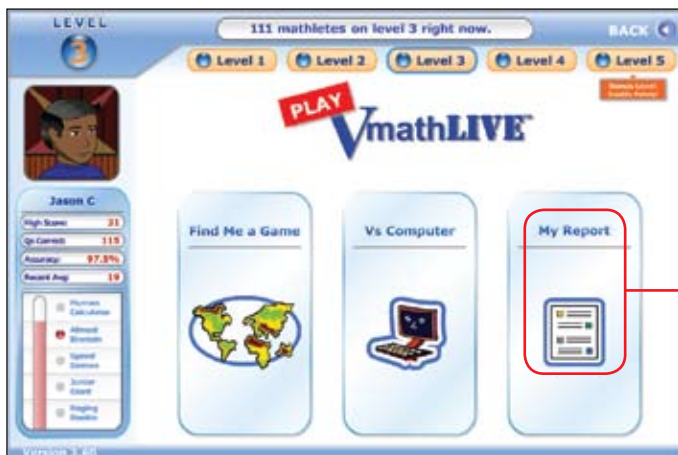 LEVEL
3
111 mathletes on level 3 right now.
BACK
Level 1
Level 2
Level 3
Level 4
Level 5
PLAY
VmathLIVE
Jason C
High Score: 31
Qs Correct: 115
Accuracy: 97.5%
Recent Avg: 19
Human
Calculator
Almost
Einstein
Speed
Demon
Junior
Giant
Raging
Rookie
Find Me a Game
Vs Computer
My Report